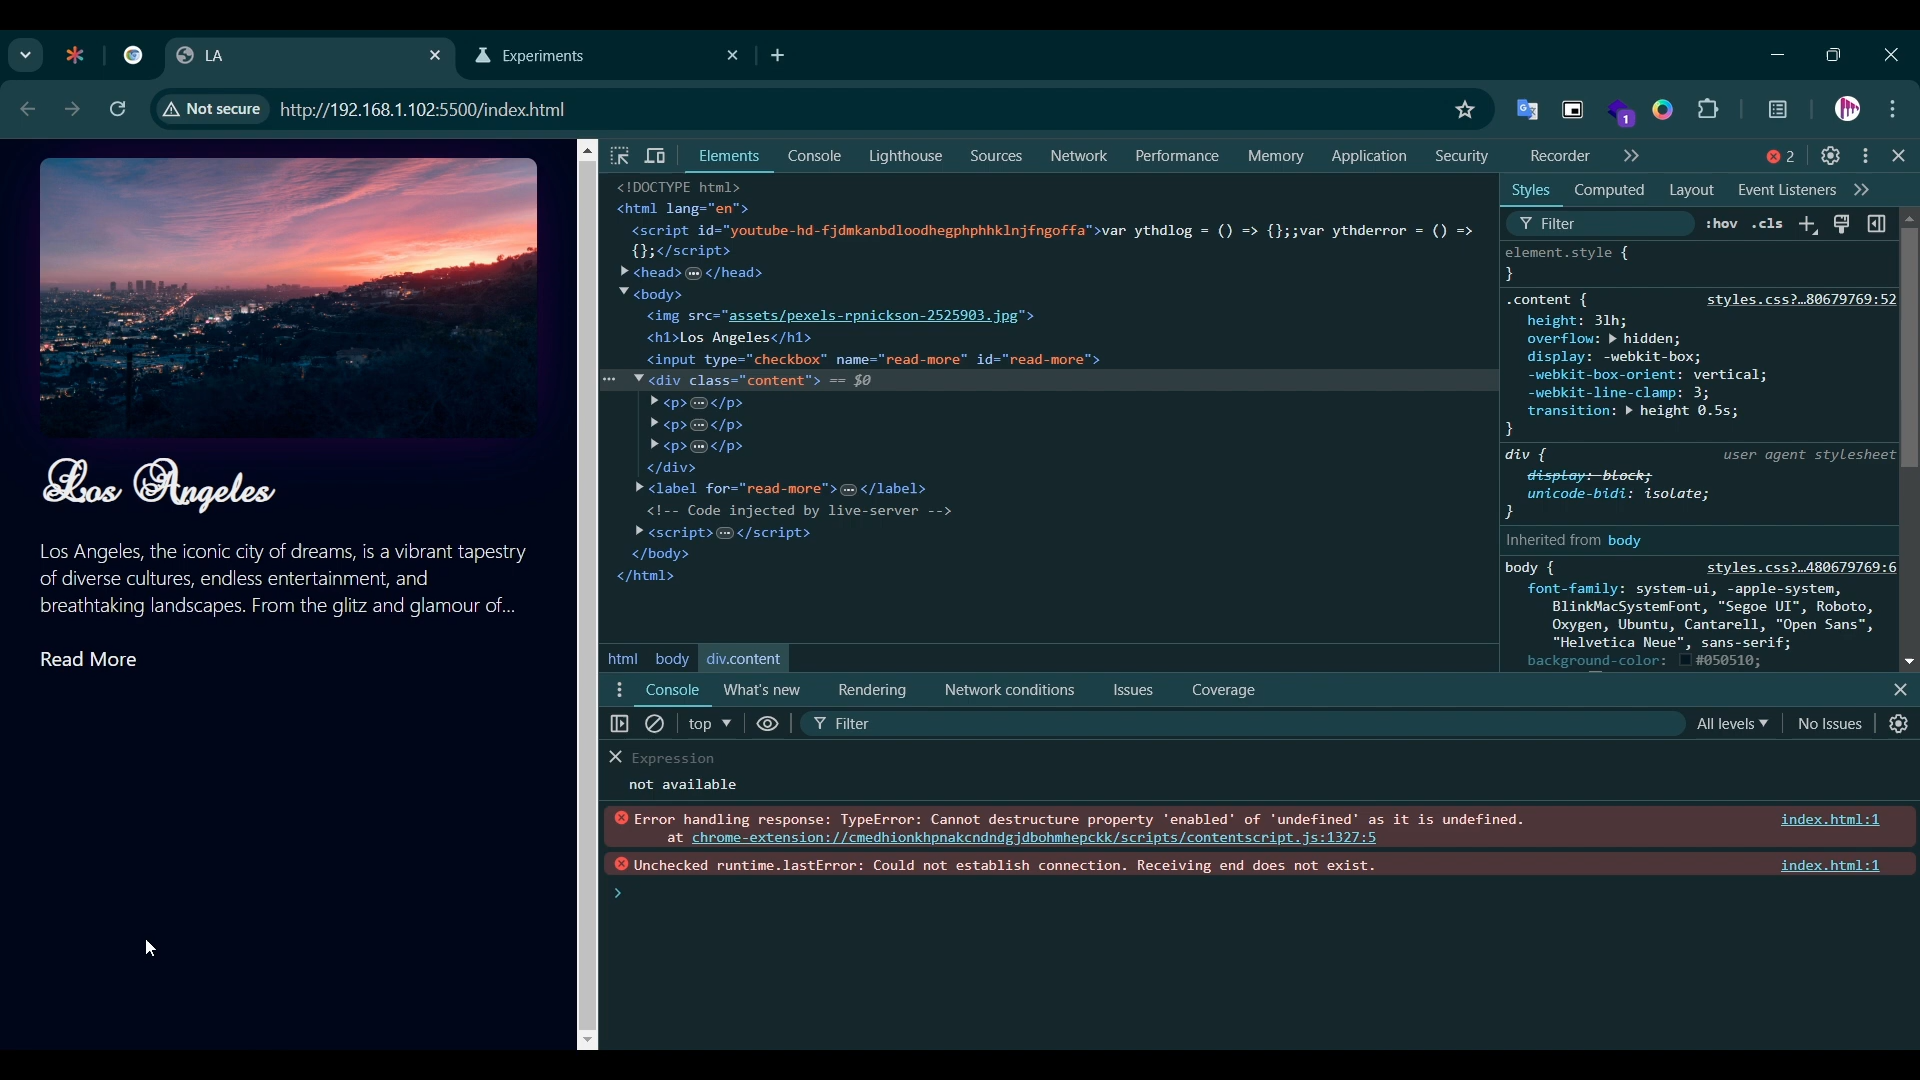 LA
Experiments
Not secure
http://192.168.1.102:5500/index.html
1
Los Angeles
Los Angeles, the iconic city of dreams, is a vibrant tapestry
of diverse cultures, endless entertainment, and
breathtaking landscapes. From the glitz and glamour of...
Read More
Elements Console Lighthouse Sources Network Performance Memory Application Security Recorder 2
<!DOCTYPE html>
<html lang="en">
<script id="youtube-hd-fjdmkanbdloodhegphphhklnjfngoffa">var ythdlog = () => {};;var ythderror = () =>
{};</script>
<head>…</head>
<body>
<img src="assets/pexels-rpnickson-2525903.jpg">
<h1>Los Angeles</h1>
<input type="checkbox" name="read-more" id="read-more">
… <div class="content"> == $0
<p>…</p>
<p>…</p>
<p>…</p>
</div>
<label for="read-more">…</label>
<!-- Code injected by live-server -->
<script>…</script>
</body>
</html>
html body div.content
Styles Computed Layout Event Listeners
Filter :hov .cls
element.style {
}
.content { styles.css?…80679769:52
height: 3lh;
overflow: hidden;
display: -webkit-box;
-webkit-box-orient: vertical;
-webkit-line-clamp: 3;
transition: height 0.5s;
}
div { user agent stylesheet
display: block;
unicode-bidi: isolate;
}
Inherited from body
body { styles.css?…480679769:6
font-family: system-ui, -apple-system,
BlinkMacSystemFont, "Segoe UI", Roboto,
Oxygen, Ubuntu, Cantarell, "Open Sans",
"Helvetica Neue", sans-serif;
background-color: #050510;
Console What's new Rendering Network conditions Issues Coverage
top Filter All levels No Issues
Expression
not available
Error handling response: TypeError: Cannot destructure property 'enabled' of 'undefined' as it is undefined. index.html:1
at chrome-extension://cmedhionkhpnakcndndgjdbohmhepckk/scripts/contentscript.js:1327:5
Unchecked runtime.lastError: Could not establish connection. Receiving end does not exist. index.html:1